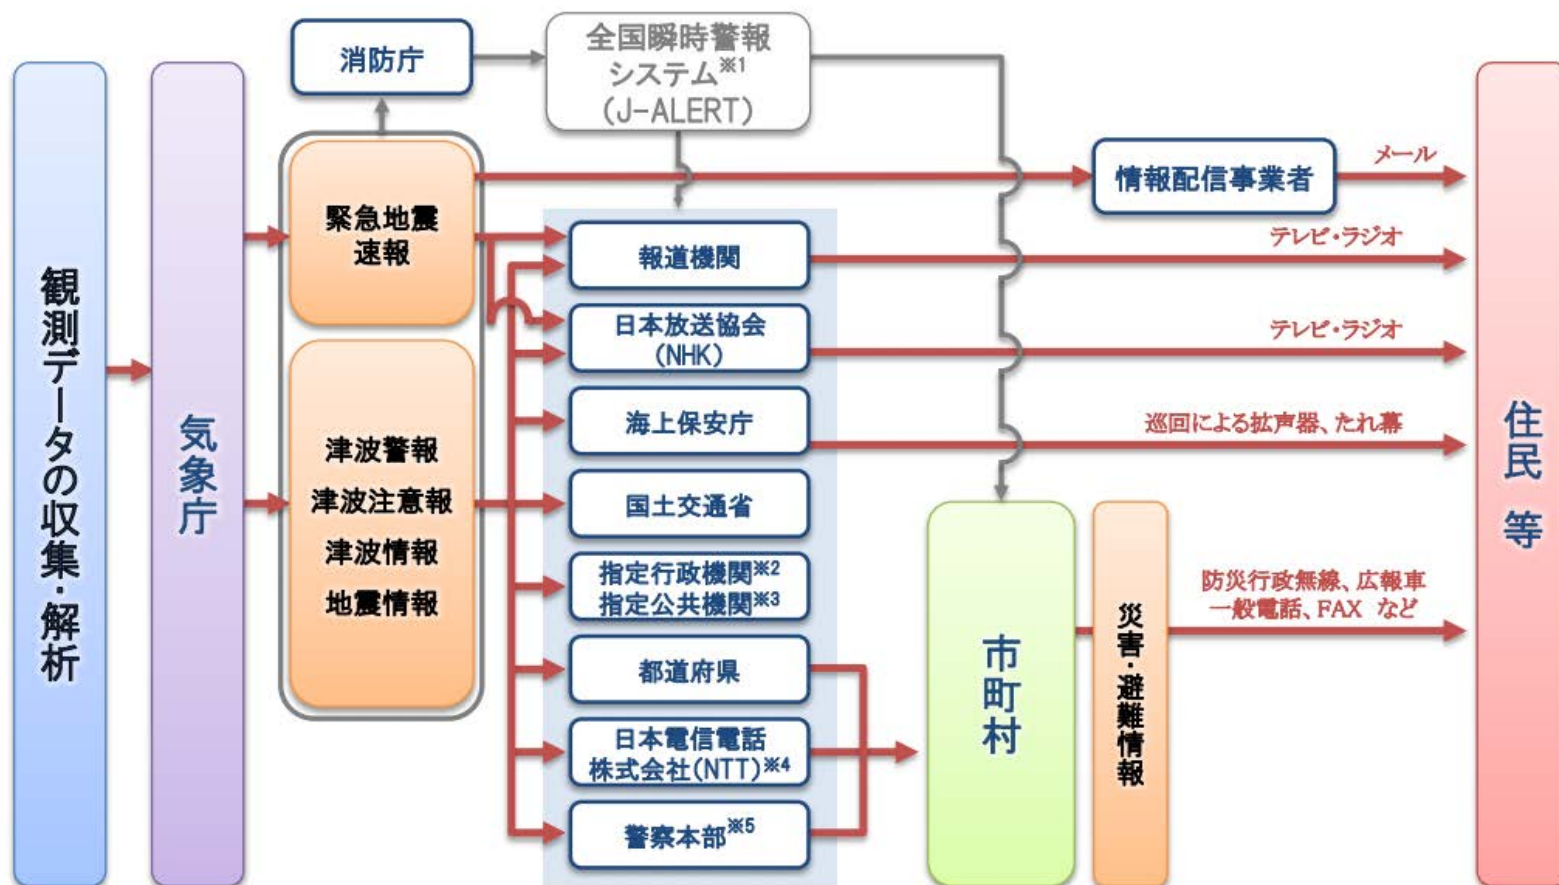 観測データの収集・解析
気象庁
消防庁
全国瞬時警報
システム※1
(J-ALERT)
緊急地震
速報
津波警報
津波注意報
津波情報
地震情報
報道機関
日本放送協会
(NHK)
海上保安庁
国土交通省
指定行政機関※2
指定公共機関※3
都道府県
日本電信電話
株式会社(NTT)※4
警察本部※5
情報配信事業者
メール
テレビ・ラジオ
テレビ・ラジオ
巡回による拡声器、たれ幕
市町村
災害・避難情報
防災行政無線、広報車
一般電話、FAX など
住民 等